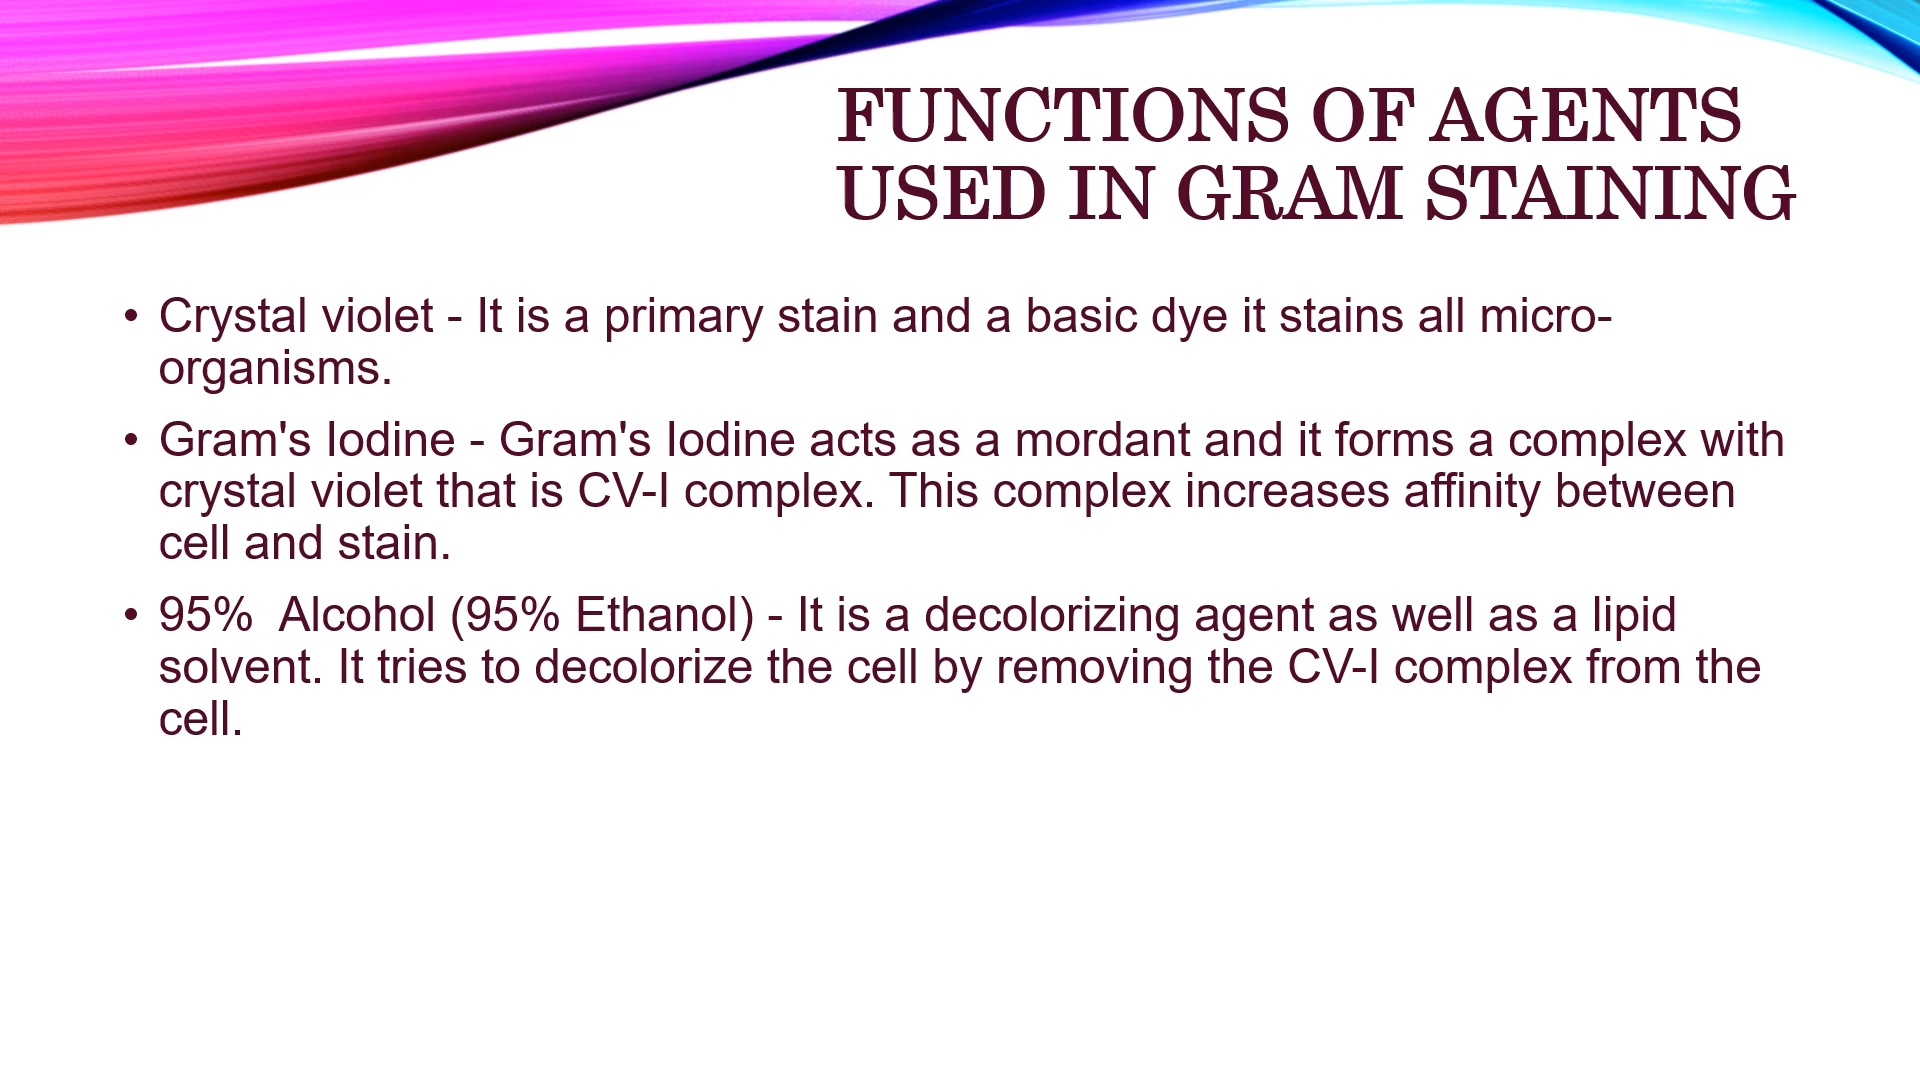 FUNCTIONS OF AGENTS
USED IN GRAM STAINING
• Crystal violet - It is a primary stain and a basic dye it stains all micro-
organisms.
• Gram's Iodine - Gram's Iodine acts as a mordant and it forms a complex with
crystal violet that is CV-I complex. This complex increases affinity between
cell and stain.
• 95%  Alcohol (95% Ethanol) - It is a decolorizing agent as well as a lipid
solvent. It tries to decolorize the cell by removing the CV-I complex from the
cell.